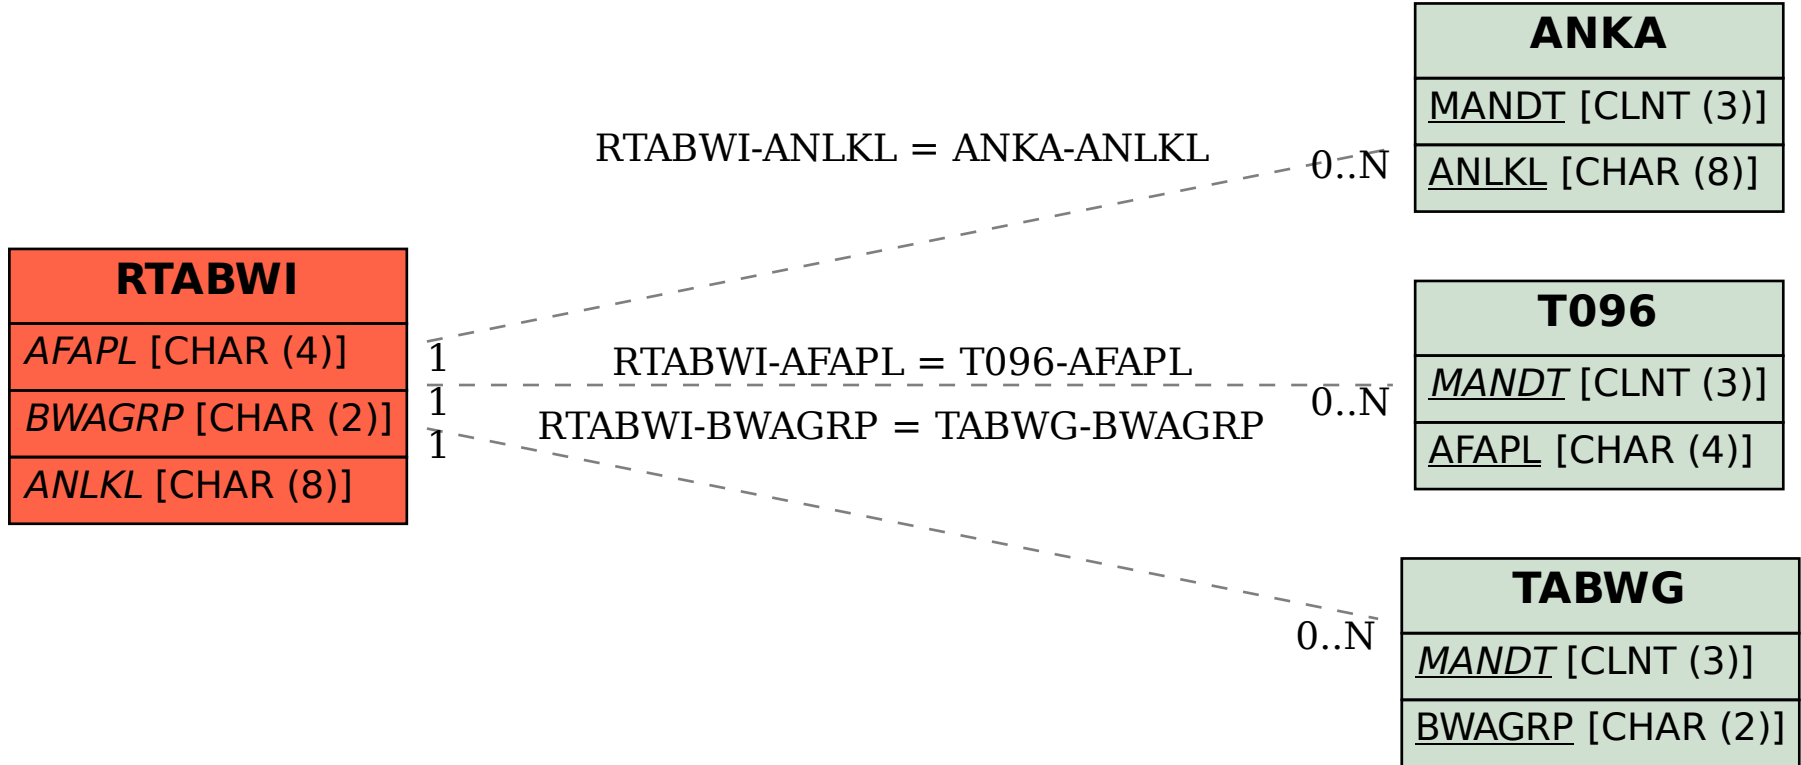 RTABWI
AFAPL [CHAR (4)]
BWAGRP [CHAR (2)]
ANLKL [CHAR (8)]
RTABWI-ANLKL = ANKA-ANLKL
0..N
1
RTABWI-AFAPL = T096-AFAPL
1
0..N
RTABWI-BWAGRP = TABWG-BWAGRP
1
0..N
ANKA
MANDT [CLNT (3)]
ANLKL [CHAR (8)]
T096
MANDT [CLNT (3)]
AFAPL [CHAR (4)]
TABWG
MANDT [CLNT (3)]
BWAGRP [CHAR (2)]